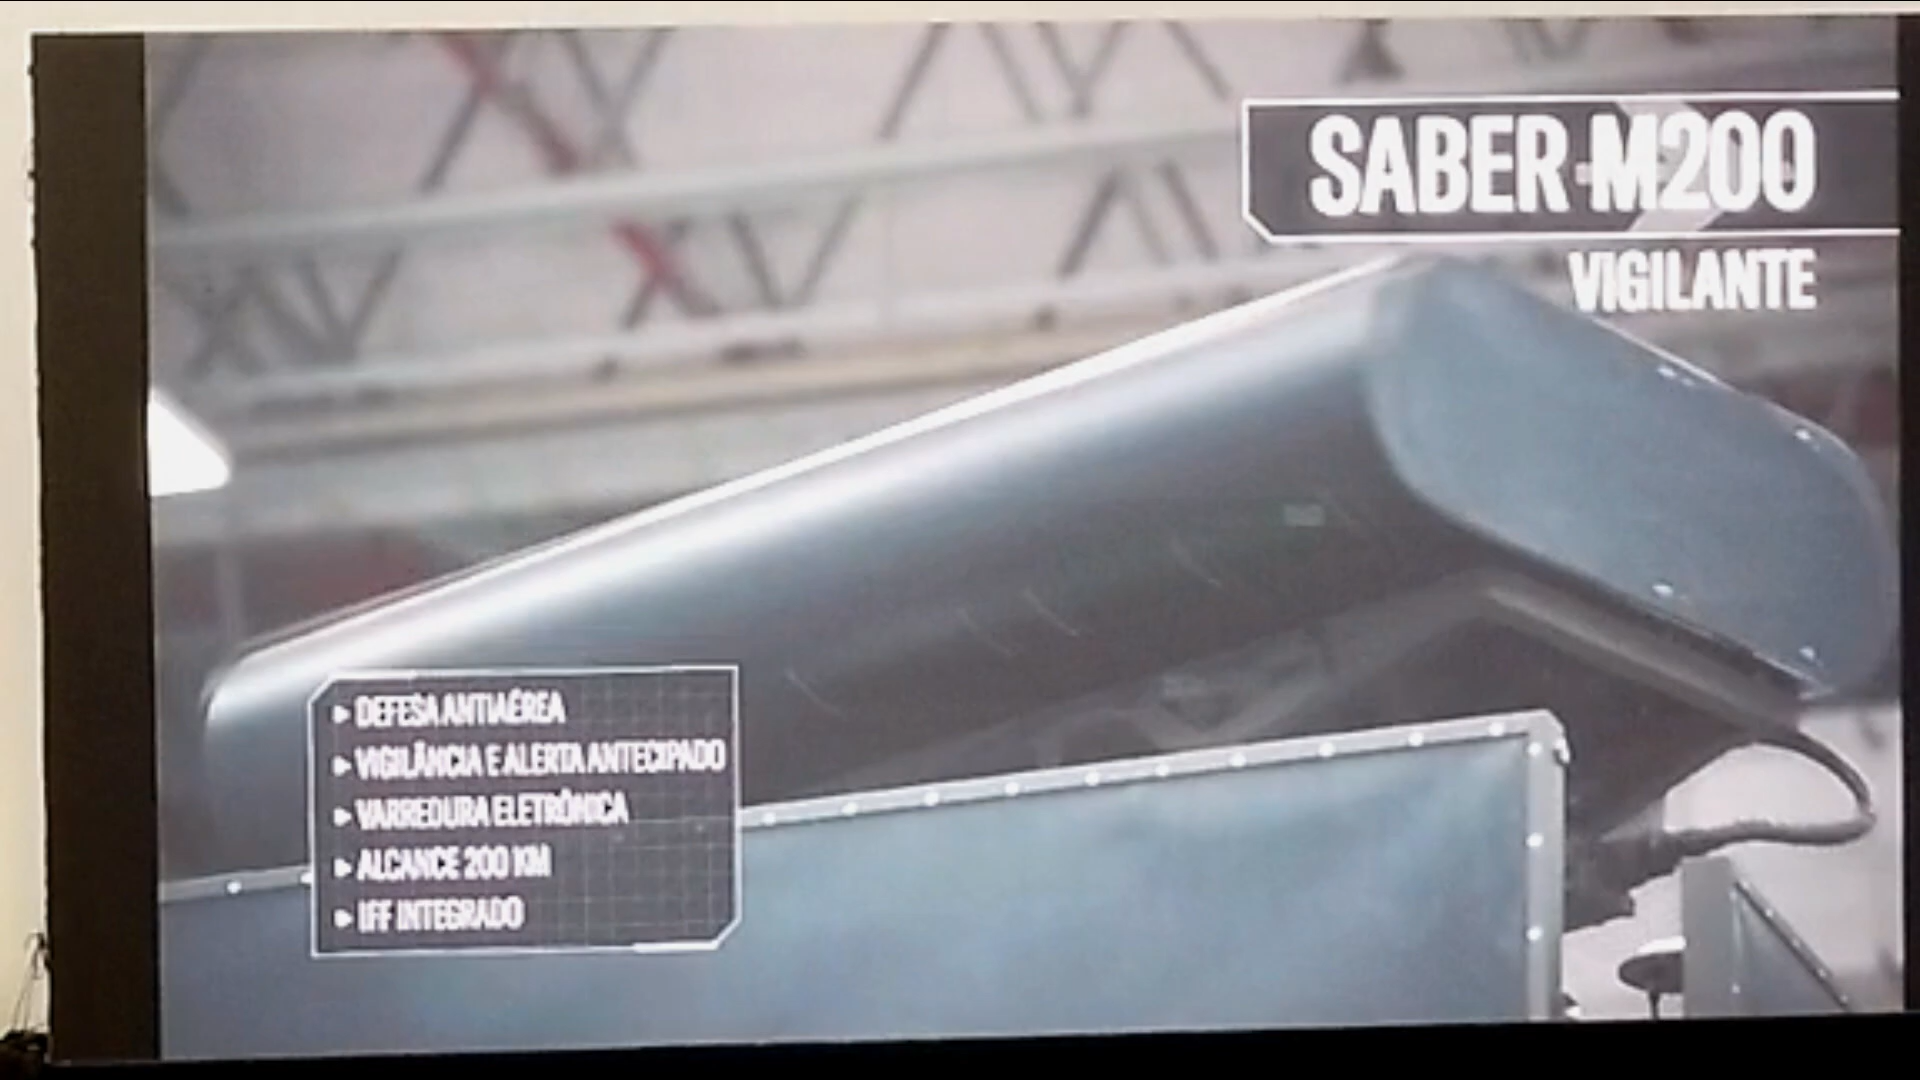 SABER M200
VIGILANTE
DEFESA ANTIAÉREA
VIGILÂNCIA E ALERTA ANTECIPADO
VARREDURA ELETRÔNICA
ALCANCE 200 KM
IFF INTEGRADO